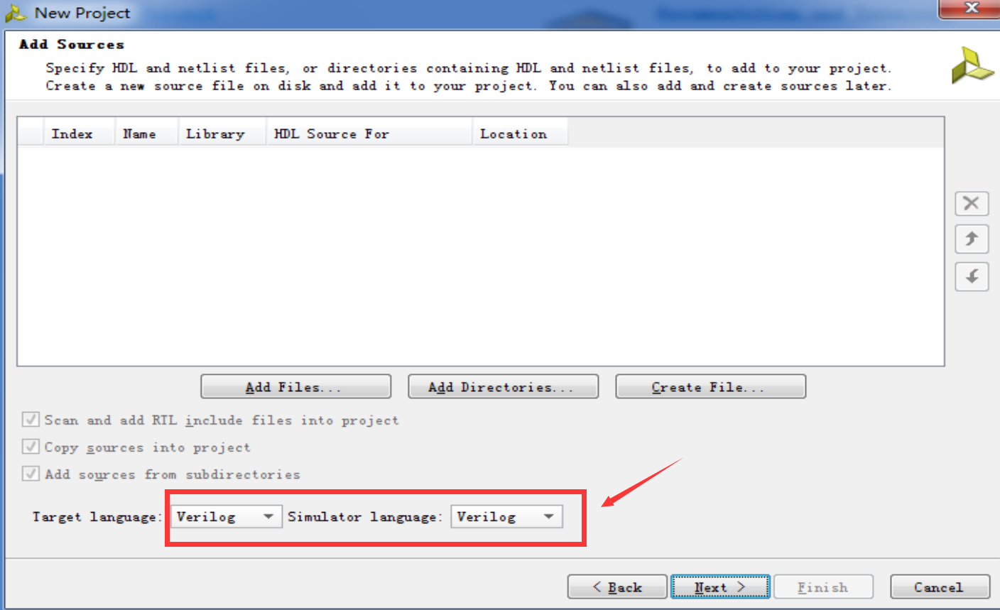 New Project
Add Sources
Specify HDL and netlist files, or directories containing HDL and netlist files, to add to your project.
Create a new source file on disk and add it to your project. You can also add and create sources later.
Index Name Library HDL Source For Location
Add Files... Add Directories... Create File...
Scan and add RTL include files into project
Copy sources into project
Add sources from subdirectories
Target language: Verilog Simulator language: Verilog
< Back Next > Finish Cancel